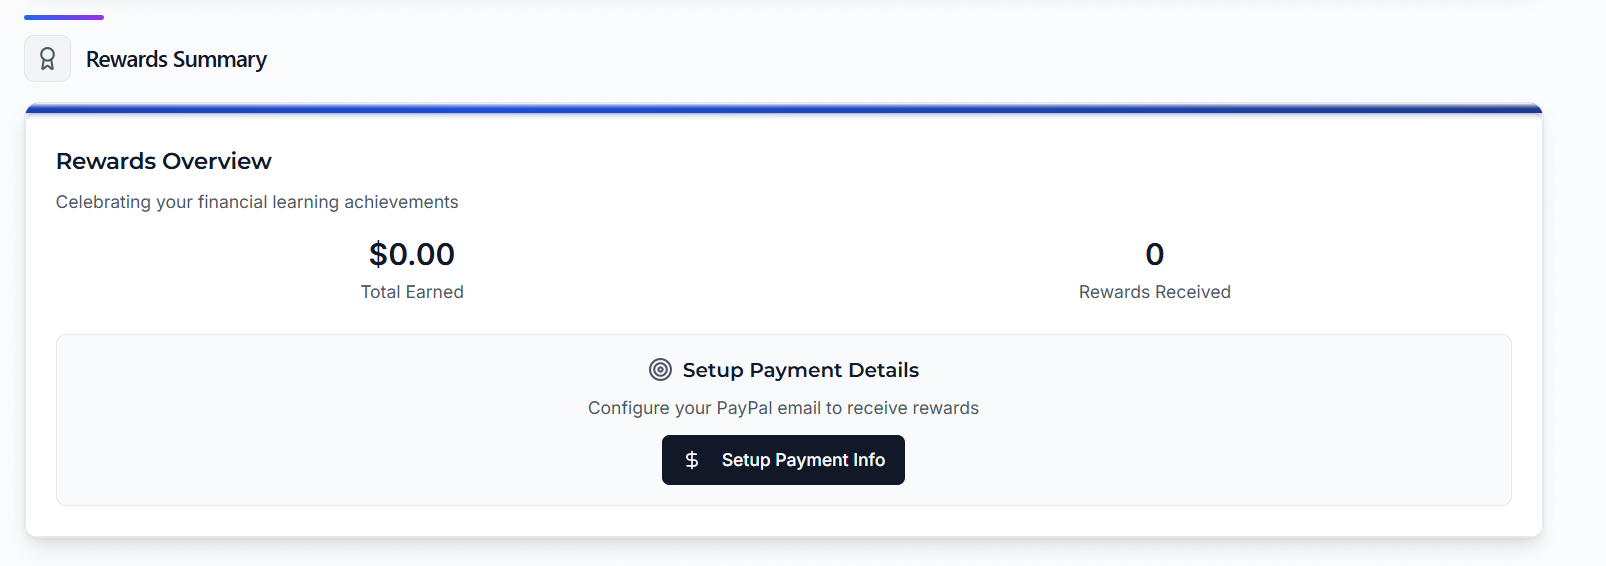 Rewards Summary
Rewards Overview
Celebrating your financial learning achievements
$0.00
Total Earned
0
Rewards Received
Setup Payment Details
Configure your PayPal email to receive rewards
$ Setup Payment Info